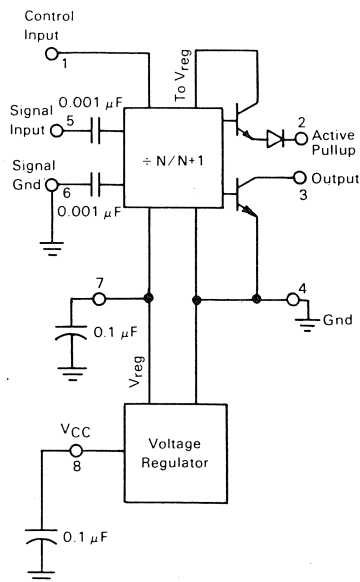 Control
Input
1
To Vreg
0.001 μF
Signal
Input
5
2
Active
Pullup
÷ N/N+1
Signal
Gnd
6
0.001 μF
Output
3
7
4
0.1 μF
Gnd
Vreg
VCC
8
Voltage
Regulator
0.1 μF